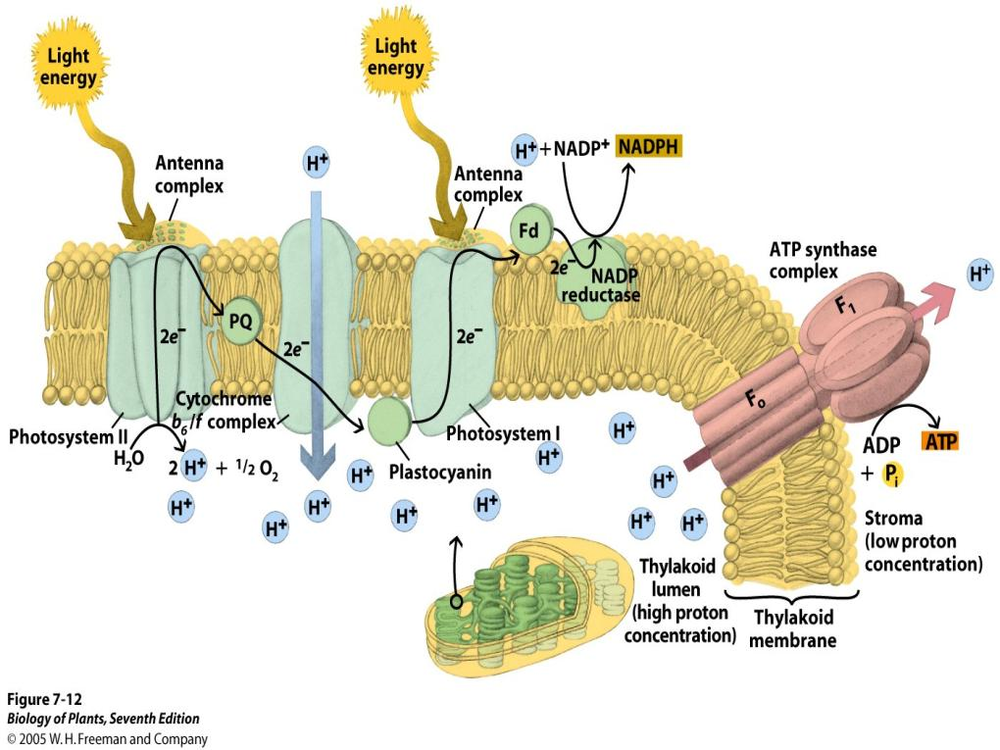 Light
energy
Light
energy
Antenna
complex
H⁺
H⁺ + NADP⁺ NADPH
Antenna
complex
Fd
2e⁻
NADP
reductase
ATP synthase
complex
H⁺
F₁
F₀
PQ
2e⁻
2e⁻
2e⁻
Cytochrome
b₆/f complex
Photosystem II
Photosystem I
H₂O
2 H⁺ + 1/2 O₂
Plastocyanin
H⁺
H⁺
H⁺
H⁺
H⁺
H⁺
H⁺
H⁺
H⁺
H⁺
H⁺
ADP
+ Pᵢ
ATP
Stroma
(low proton
concentration)
Thylakoid
lumen
(high proton
concentration)
Thylakoid
membrane
Figure 7-12
Biology of Plants, Seventh Edition
© 2005 W. H. Freeman and Company